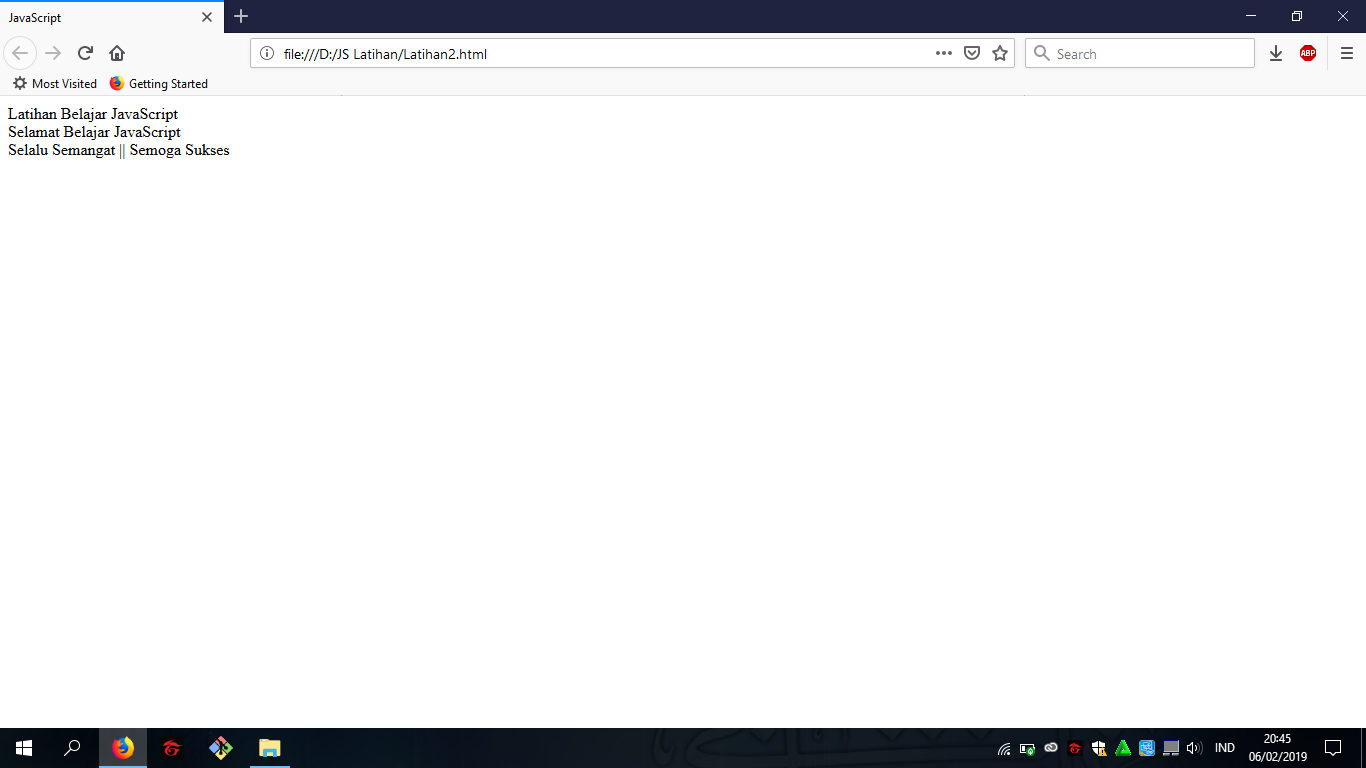 JavaScript
file:///D:/JS Latihan/Latihan2.html
Search
ABP
Most Visited
Getting Started
Latihan Belajar JavaScript
Selamat Belajar JavaScript
Selalu Semangat || Semoga Sukses
IND
20:45
06/02/2019